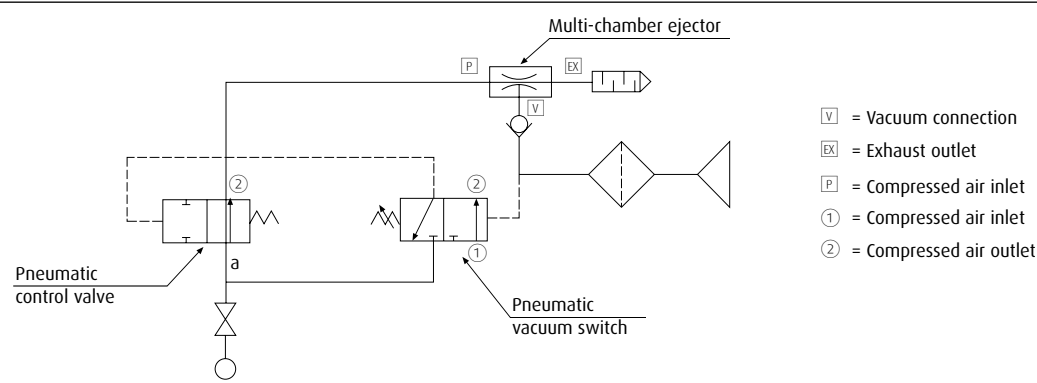 Multi-chamber ejector
P
EX
V
V = Vacuum connection
EX = Exhaust outlet
P = Compressed air inlet
① = Compressed air inlet
② = Compressed air outlet
②
②
①
a
Pneumatic
control valve
Pneumatic
vacuum switch